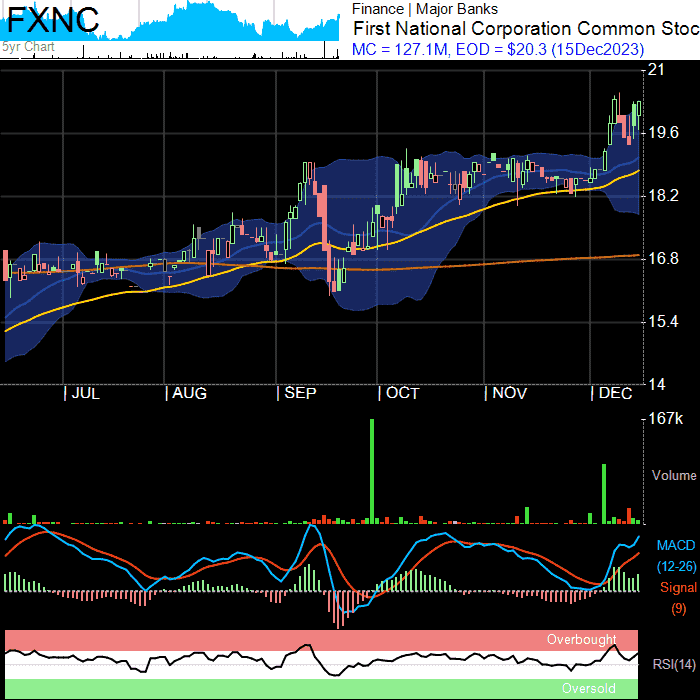 FXNC
5yr Chart
Finance | Major Banks
First National Corporation Common Stoc
MC = 127.1M, EOD = $20.3 (15Dec2023)
21
19.6
18.2
16.8
15.4
14
JUL
AUG
SEP
OCT
NOV
DEC
167k
Volume
MACD
(12-26)
Signal
(9)
Overbought
RSI(14)
Oversold